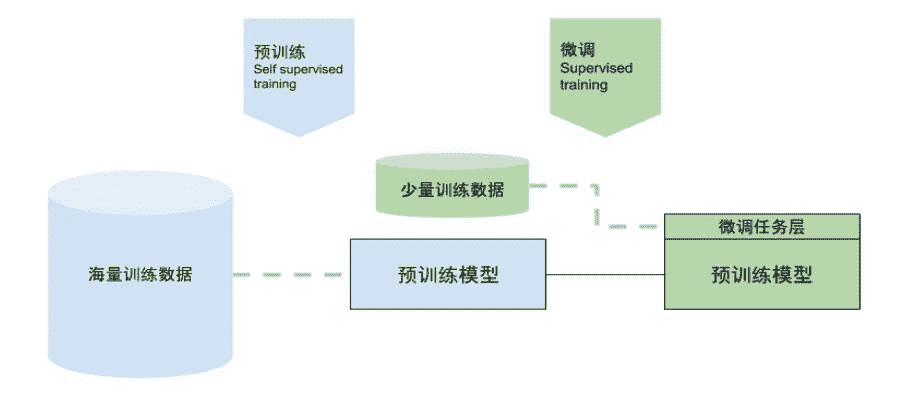 预训练
Self supervised
training
微调
Supervised
training
少量训练数据
海量训练数据
预训练模型
微调任务层
预训练模型